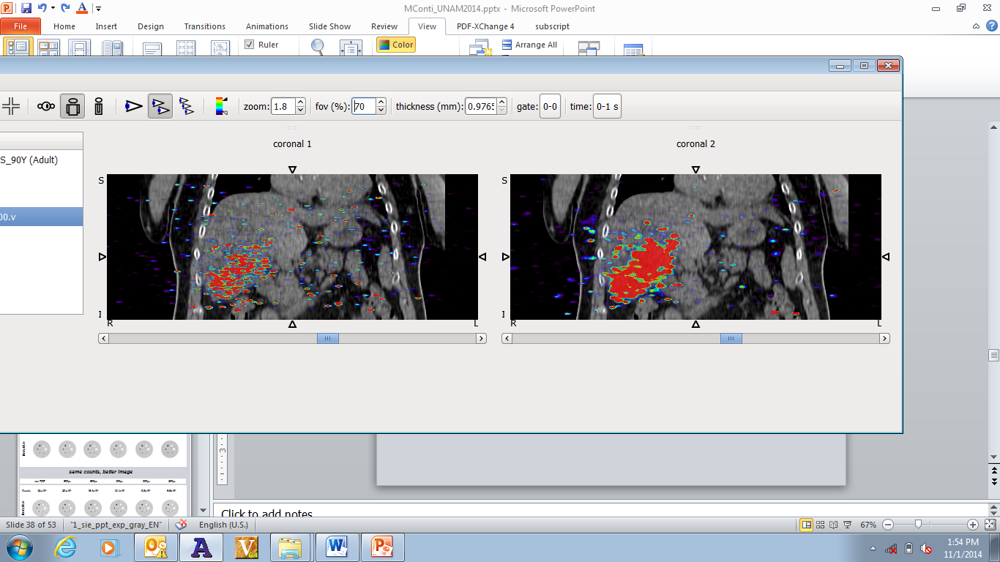 MConti_UNAM2014.pptx - Microsoft PowerPoint
File Home Insert Design Transitions Animations Slide Show Review View PDF-XChange 4 subscript
Ruler Color Arrange All
zoom: 1.8 fov (%): 70 thickness (mm): 0.9765 gate: 0-0 time: 0-1 s
coronal 1 coronal 2
S_90Y (Adult)
00.v
S S
I I
R L R L
iterative
3
same counts, better image
iterative
Click to add notes
Slide 38 of 53 "1_sie_ppt_exp_gray_EN" English (U.S.) 67%
1:54 PM
11/1/2014